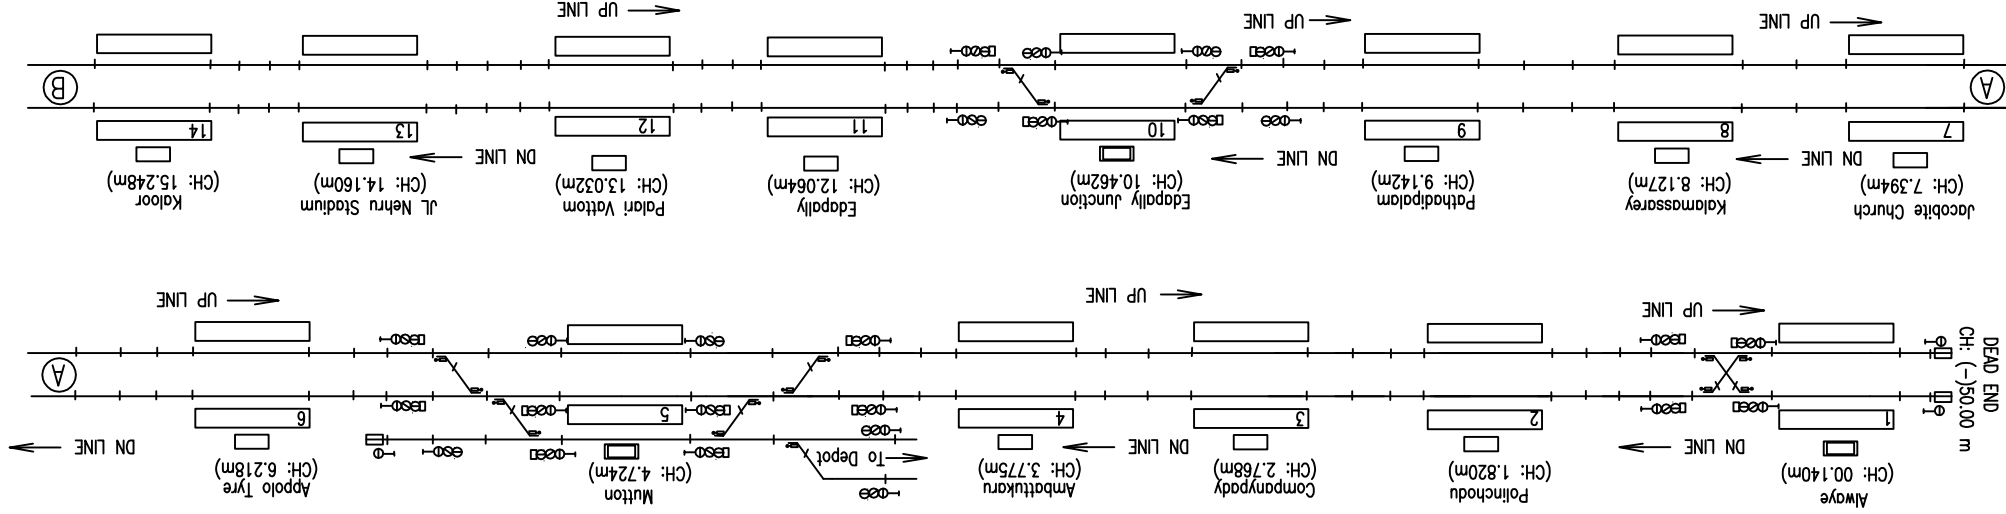 Alwaye
(CH: 00.140m)
Polinchodu
(CH: 1.820m)
Companypady
(CH: 2.768m)
Ambattukaru
(CH: 3.775m)
Mutton
(CH: 4.724m)
Appolo Tyre
(CH: 6.218m)
To Depot
DN LINE
DN LINE
DN LINE
DN LINE
DEAD END
CH: (-)50.00 m
1
2
3
4
5
6
A
UP LINE
UP LINE
UP LINE
Jacobite Church
(CH: 7.394m)
Kalamassarey
(CH: 8.127m)
Pathadipalam
(CH: 9.142m)
Edapally Junction
(CH: 10.462m)
Edapally
(CH: 12.064m)
Palari Vattom
(CH: 13.032m)
JL Nehru Stadium
(CH: 14.160m)
Kaloor
(CH: 15.248m)
DN LINE
DN LINE
DN LINE
7
8
9
10
11
12
13
14
A
B
UP LINE
UP LINE
UP LINE